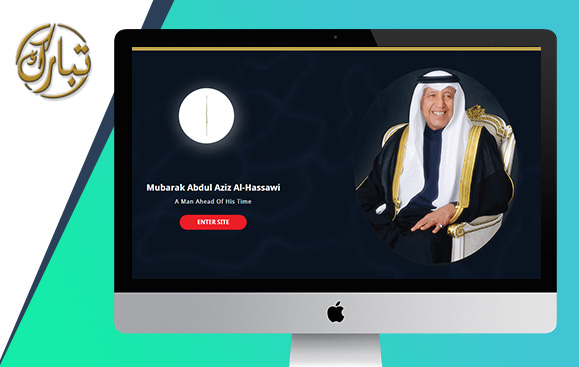 تبارك
Mubarak Abdul Aziz Al-Hassawi
A Man Ahead Of His Time
ENTER SITE